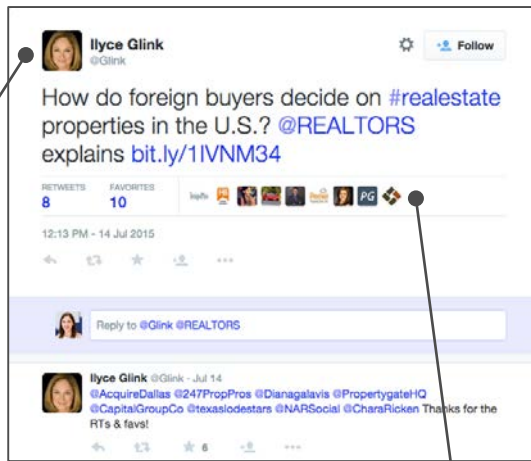 Ilyce Glink
@Glink
Follow
How do foreign buyers decide on #realestate
properties in the U.S.? @REALTORS
explains bit.ly/1IVNM34
RETWEETS
FAVORITES
8
10
PG
12:13 PM - 14 Jul 2015
Reply to @Glink @REALTORS
Ilyce Glink @Glink · Jul 14
@AcquireDallas @247PropPros @Dianagalavis @PropertygateHQ
@CapitalGroupCo @texaslodestars @NARSocial @CharaRicken Thanks for the
RTs & favs!
6